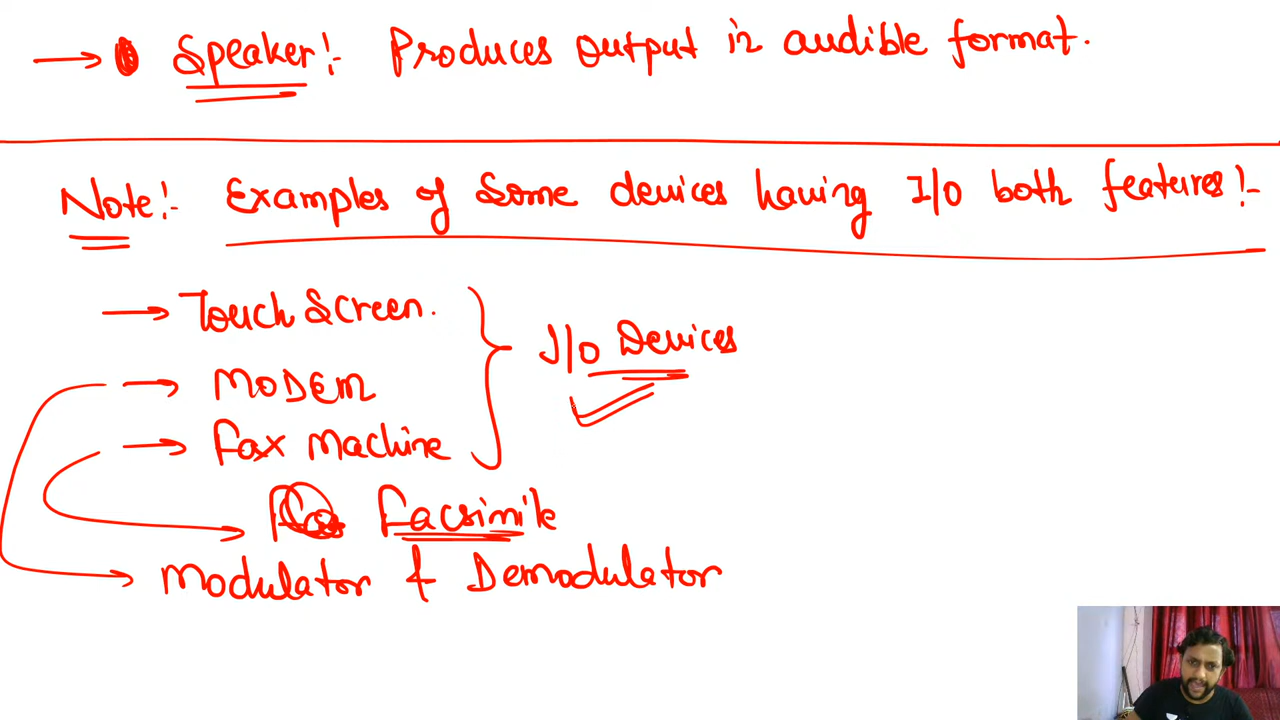 Speaker:- Produces output in audible format.
Note:- Examples of Some devices having I/O both features:-
Touch Screen.
MODEM
Fax Machine
I/O Devices
Facsimile
Modulator & Demodulator